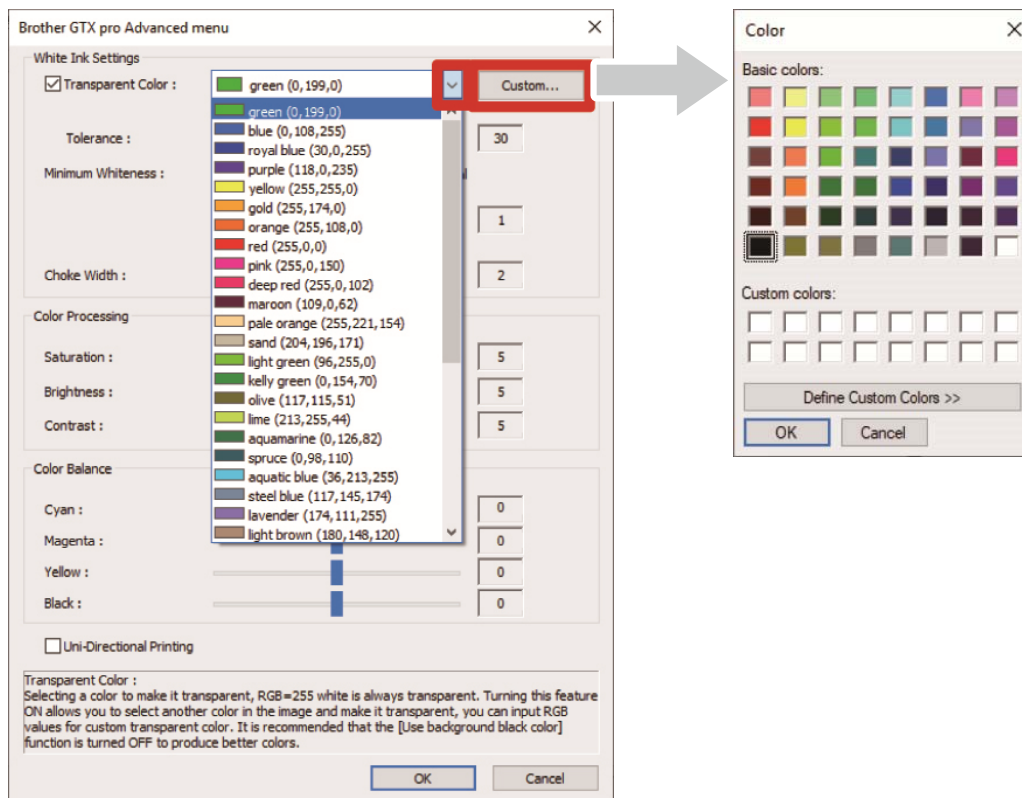 Brother GTX pro Advanced menu
White Ink Settings
Transparent Color :
green (0,199,0)
Custom...
green (0,199,0)
blue (0,108,255)
royal blue (30,0,255)
purple (118,0,235)
yellow (255,255,0)
gold (255,174,0)
orange (255,108,0)
red (255,0,0)
pink (255,0,150)
deep red (255,0,102)
maroon (109,0,62)
pale orange (255,221,154)
sand (204,196,171)
light green (96,255,0)
kelly green (0,154,70)
olive (117,115,51)
lime (213,255,44)
aquamarine (0,126,82)
spruce (0,98,110)
aquatic blue (36,213,255)
steel blue (117,145,174)
lavender (174,111,255)
light brown (180,148,120)
Tolerance :
30
Minimum Whiteness :
1
Choke Width :
2
Color Processing
Saturation :
5
Brightness :
5
Contrast :
5
Color Balance
Cyan :
0
Magenta :
0
Yellow :
0
Black :
0
Uni-Directional Printing
Transparent Color :
Selecting a color to make it transparent, RGB=255 white is always transparent. Turning this feature
ON allows you to select another color in the image and make it transparent, you can input RGB
values for custom transparent color. It is recommended that the [Use background black color]
function is turned OFF to produce better colors.
OK
Cancel
Color
Basic colors:
Custom colors:
Define Custom Colors >>
OK
Cancel